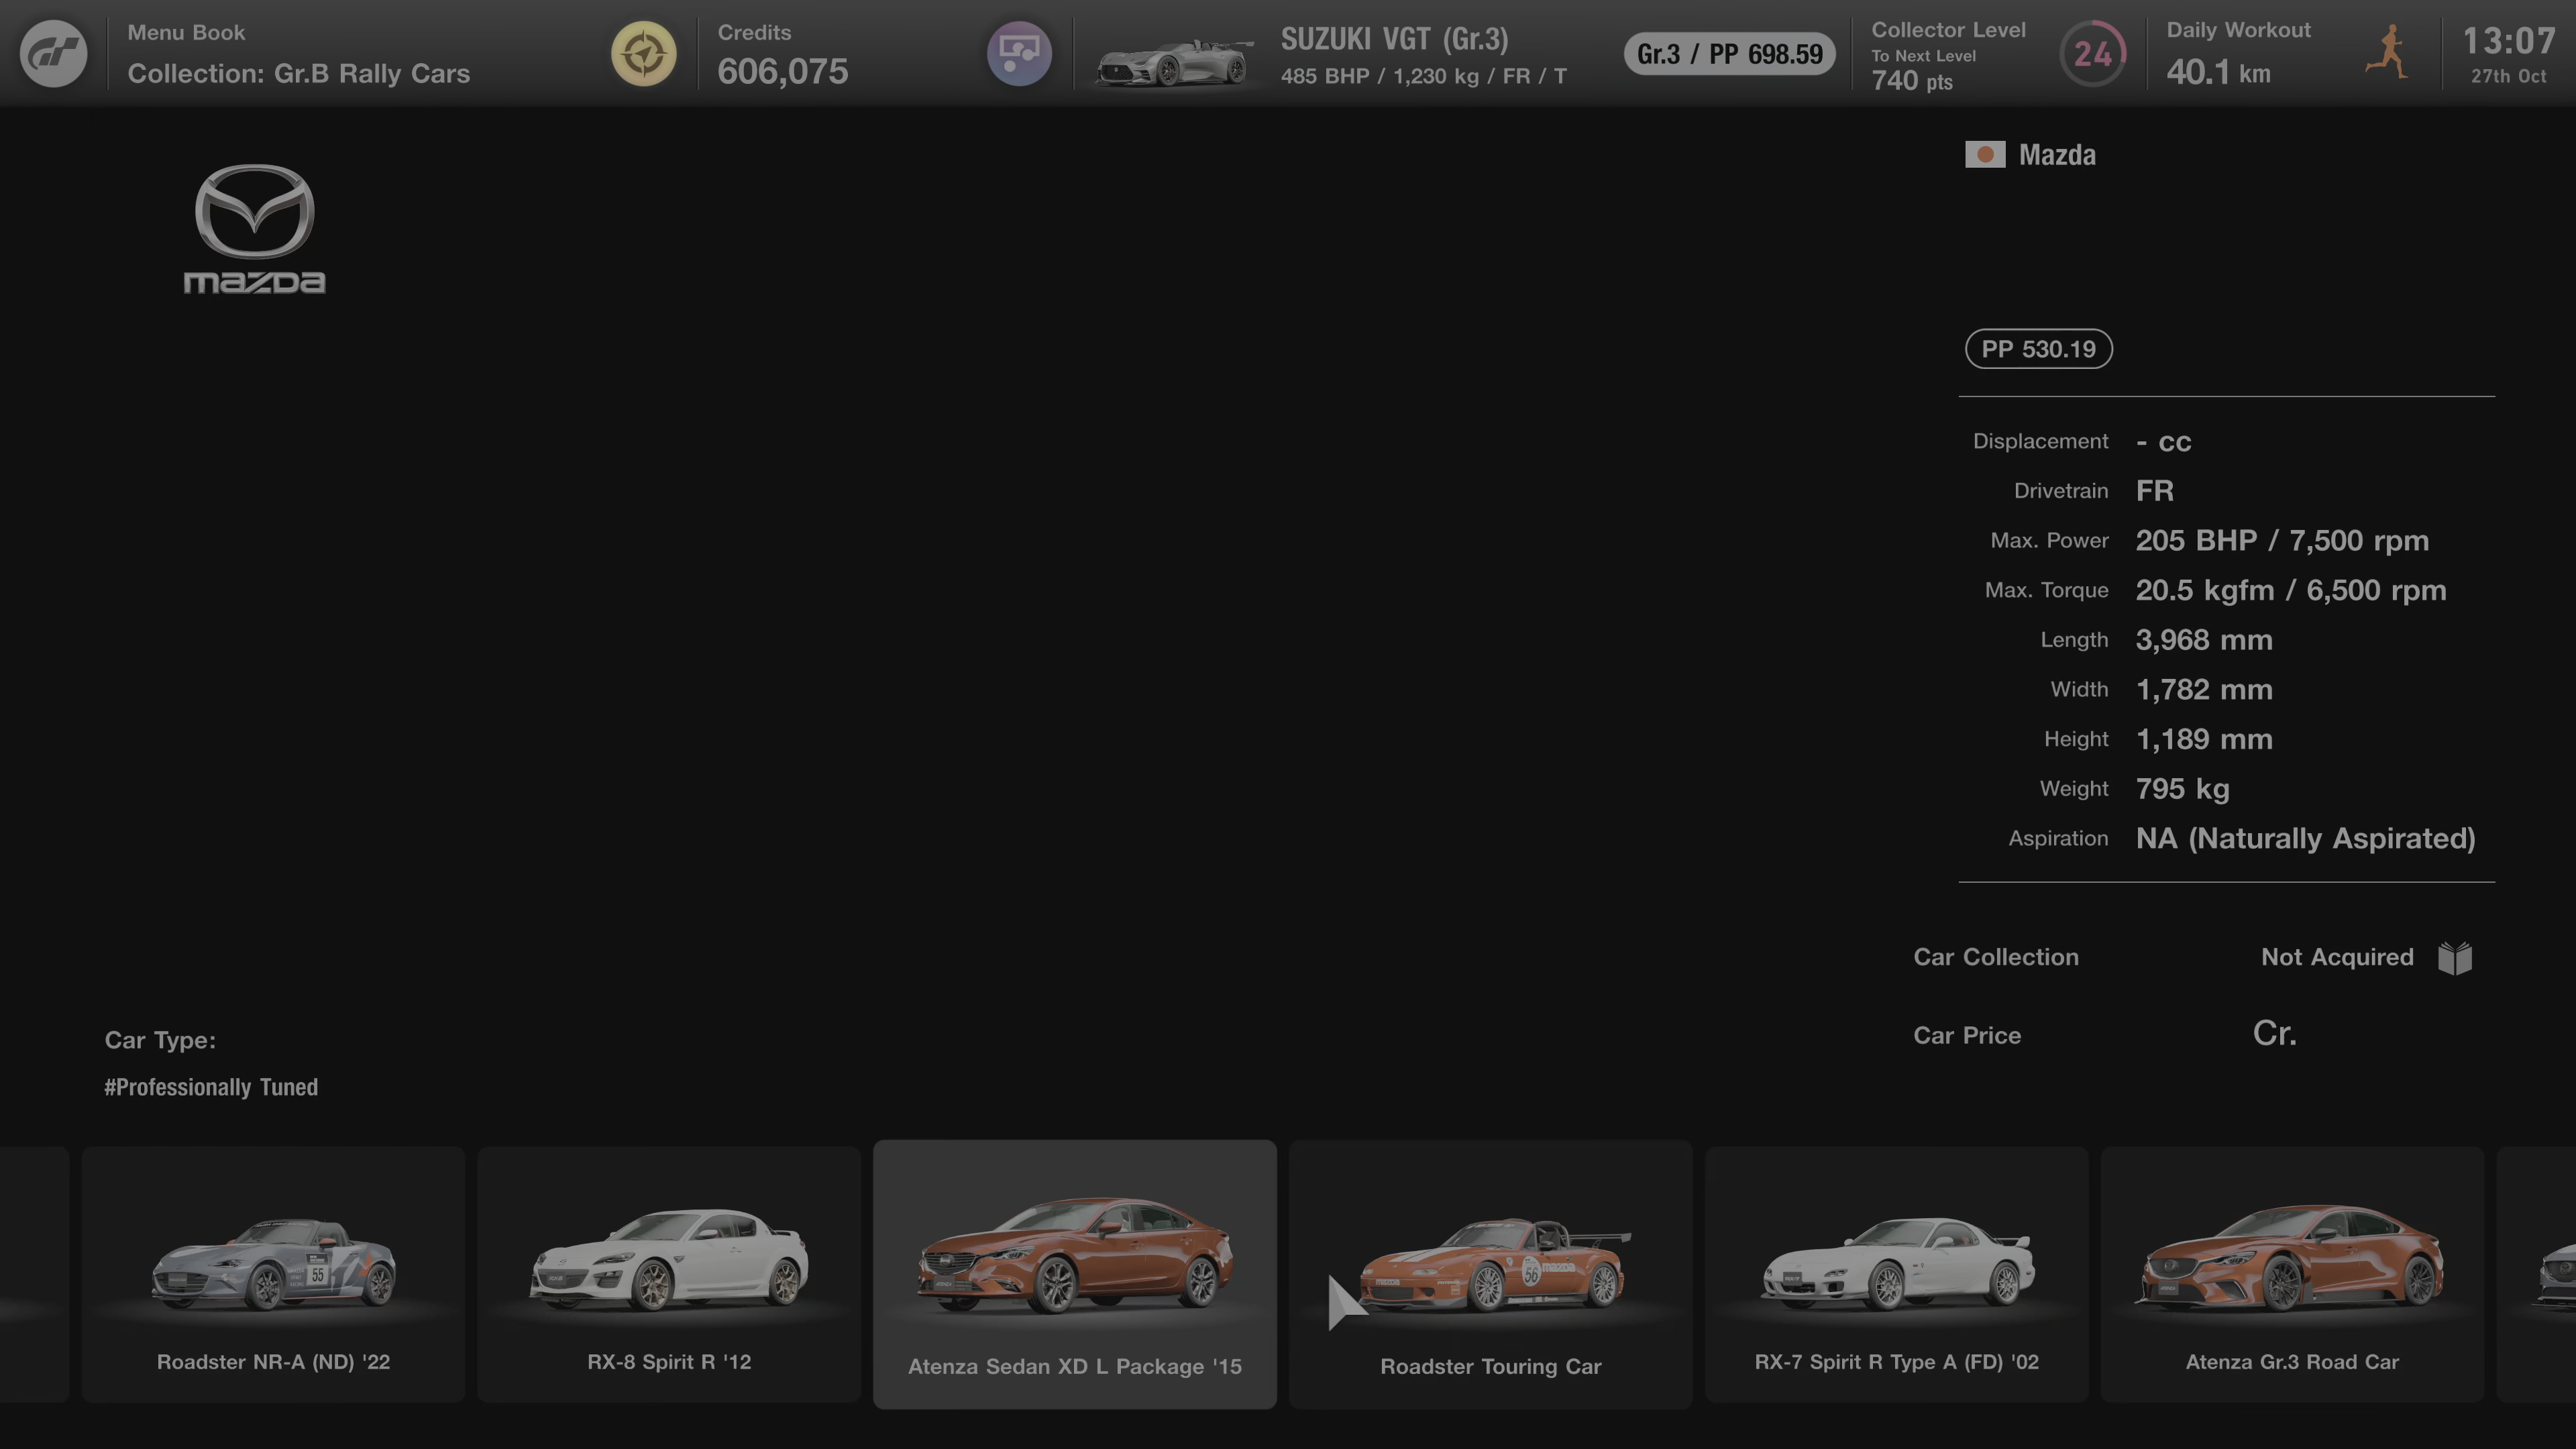 Menu Book
Collection: Gr.B Rally Cars
Credits
606,075
SUZUKI VGT (Gr.3)
485 BHP / 1,230 kg / FR / T
Gr.3 / PP 698.59
Collector Level
To Next Level
740 pts
24
Daily Workout
40.1 km
13:07
27th Oct
mazda
Mazda
PP 530.19
Displacement - cc
Drivetrain FR
Max. Power 205 BHP / 7,500 rpm
Max. Torque 20.5 kgfm / 6,500 rpm
Length 3,968 mm
Width 1,782 mm
Height 1,189 mm
Weight 795 kg
Aspiration NA (Naturally Aspirated)
Car Collection Not Acquired
Car Price Cr.
Car Type:
#Professionally Tuned
55
56
mazda
Roadster NR-A (ND) '22
RX-8 Spirit R '12
Atenza Sedan XD L Package '15
Roadster Touring Car
RX-7 Spirit R Type A (FD) '02
Atenza Gr.3 Road Car